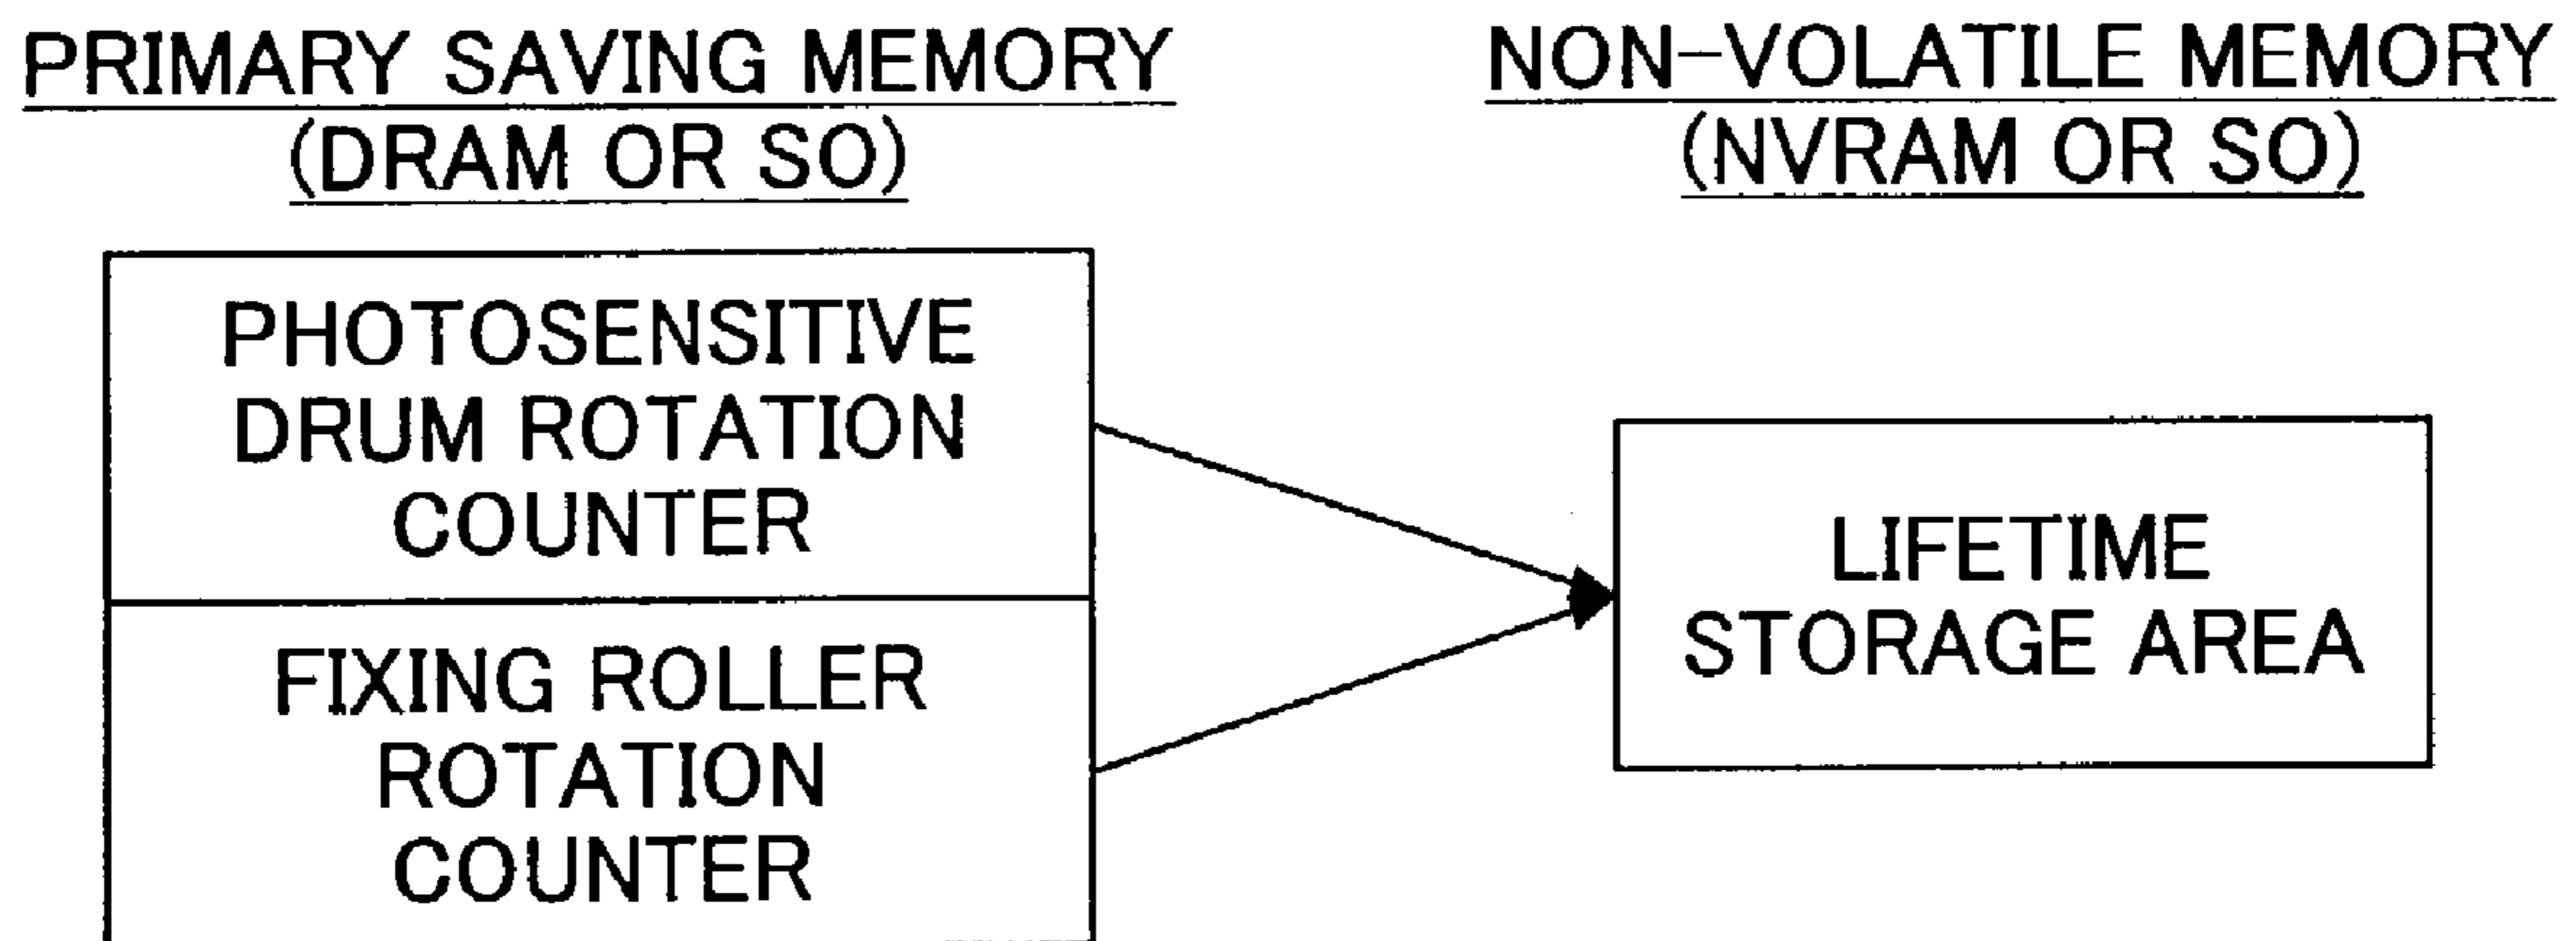 PRIMARY SAVING MEMORY
(DRAM OR SO)
NON-VOLATILE MEMORY
(NVRAM OR SO)
PHOTOSENSITIVE
DRUM ROTATION
COUNTER
FIXING ROLLER
ROTATION
COUNTER
LIFETIME
STORAGE AREA